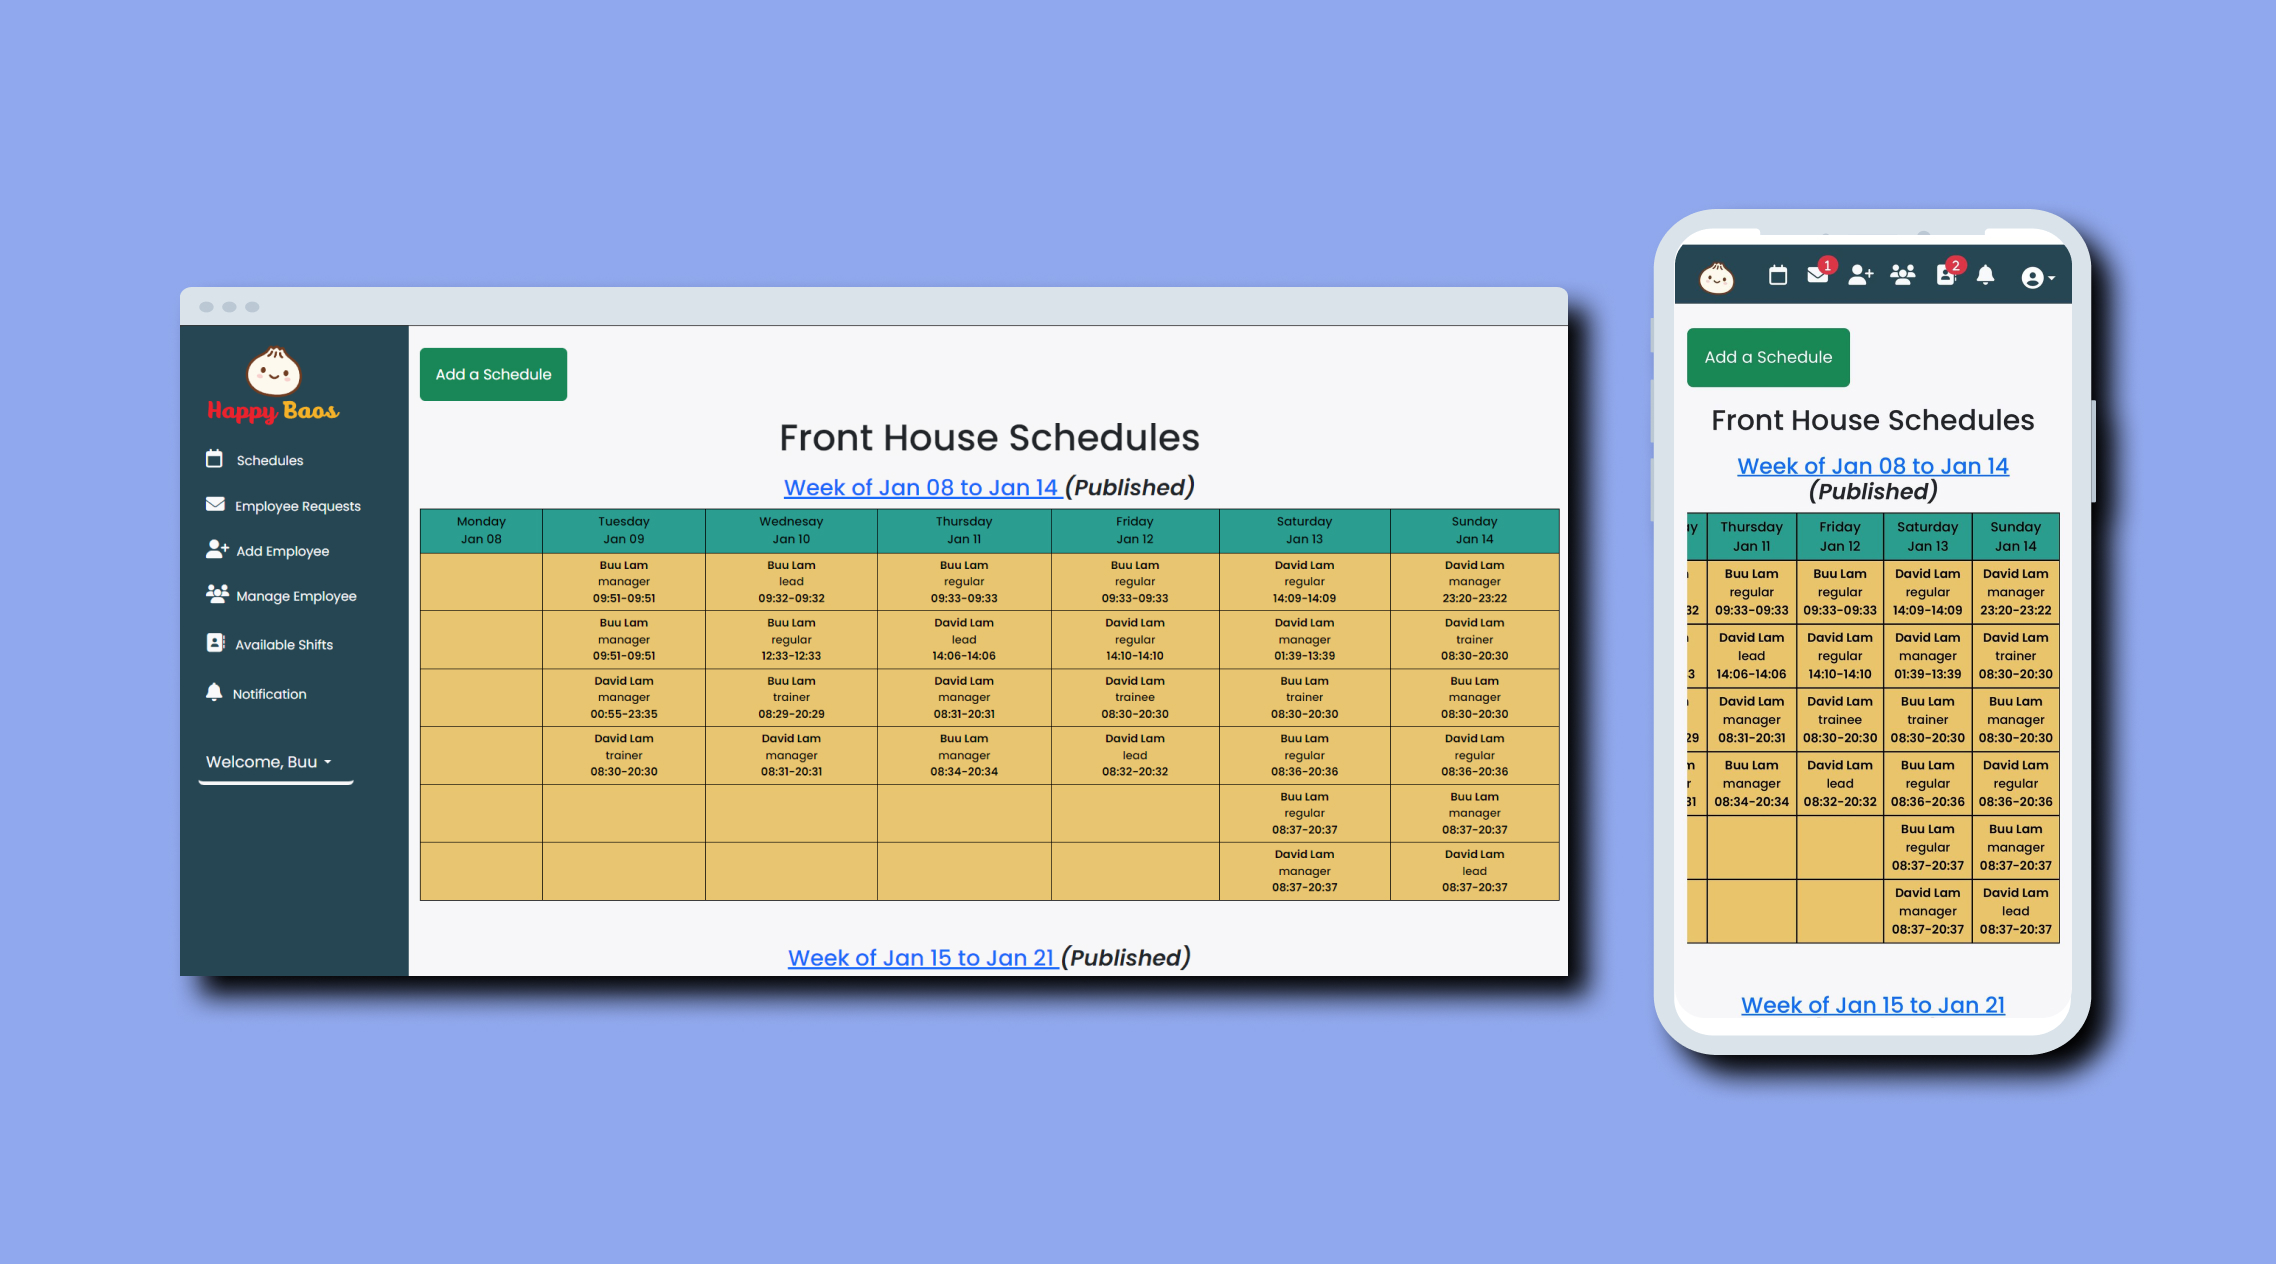 Happy Baos
Schedules
Employee Requests
Add Employee
Manage Employee
Available Shifts
Notification
Welcome, Buu
Add a Schedule
Front House Schedules
Week of Jan 08 to Jan 14 (Published)
Monday Tuesday Wednesay Thursday Friday Saturday Sunday
Jan 08 Jan 09 Jan 10 Jan 11 Jan 12 Jan 13 Jan 14
Buu Lam Buu Lam Buu Lam Buu Lam David Lam David Lam
manager lead regular regular regular manager
09:51-09:51 09:32-09:32 09:33-09:33 09:33-09:33 14:09-14:09 23:20-23:22
Buu Lam Buu Lam David Lam David Lam David Lam David Lam
manager regular lead regular manager trainer
09:51-09:51 12:33-12:33 14:06-14:06 14:10-14:10 01:39-13:39 08:30-20:30
David Lam Buu Lam David Lam David Lam Buu Lam Buu Lam
manager trainer manager trainee trainer manager
00:55-23:35 08:29-20:29 08:31-20:31 08:30-20:30 08:30-20:30 08:30-20:30
David Lam David Lam Buu Lam David Lam Buu Lam David Lam
trainer manager manager lead regular regular
08:30-20:30 08:31-20:31 08:34-20:34 08:32-20:32 08:36-20:36 08:36-20:36
Buu Lam Buu Lam
regular manager
08:37-20:37 08:37-20:37
David Lam David Lam
manager lead
08:37-20:37 08:37-20:37
Week of Jan 15 to Jan 21 (Published)
1 2
Add a Schedule
Front House Schedules
Week of Jan 08 to Jan 14
(Published)
ay Thursday Friday Saturday Sunday
Jan 11 Jan 12 Jan 13 Jan 14
Buu Lam Buu Lam David Lam David Lam
regular regular regular manager
32 09:33-09:33 09:33-09:33 14:09-14:09 23:20-23:22
David Lam David Lam David Lam David Lam
lead regular manager trainer
3 14:06-14:06 14:10-14:10 01:39-13:39 08:30-20:30
David Lam David Lam Buu Lam Buu Lam
manager trainee trainer manager
29 08:31-20:31 08:30-20:30 08:30-20:30 08:30-20:30
m Buu Lam David Lam Buu Lam David Lam
r manager lead regular regular
31 08:34-20:34 08:32-20:32 08:36-20:36 08:36-20:36
Buu Lam Buu Lam
regular manager
08:37-20:37 08:37-20:37
David Lam David Lam
manager lead
08:37-20:37 08:37-20:37
Week of Jan 15 to Jan 21